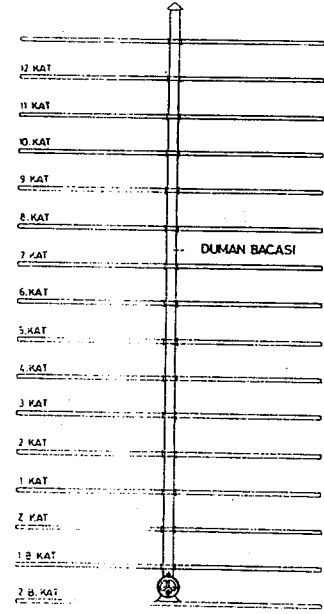 12. KAT
11. KAT
10. KAT
9. KAT
8. KAT
DUMAN BACASI
7. KAT
6. KAT
5. KAT
4. KAT
3. KAT
2. KAT
1. KAT
Z. KAT
1. B. KAT
2. B. KAT